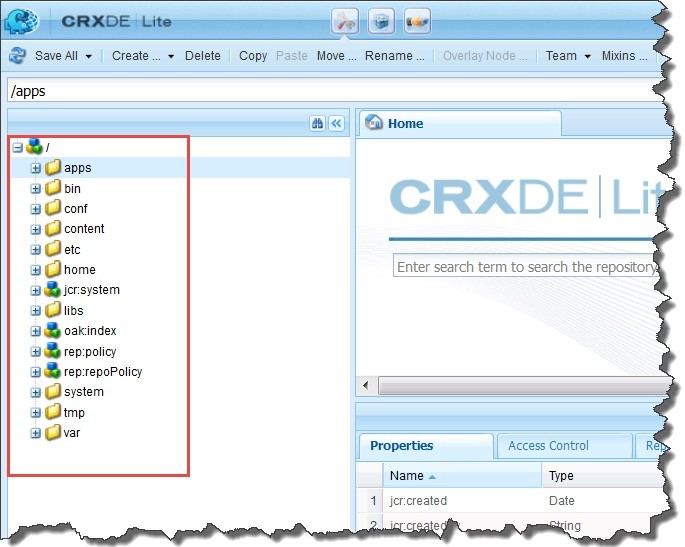 CRXDE | Lite
Save All Create ... Delete Copy Paste Move ... Rename ... Overlay Node ... Team Mixins ...
/apps
Home
/
apps
bin
conf
content
etc
home
jcr:system
libs
oak:index
rep:policy
rep:repoPolicy
system
tmp
var
CRXDE | Lit
Enter search term to search the repository
Properties Access Control Rep
Name Type
1 jcr:created Date
2 jcr:created String